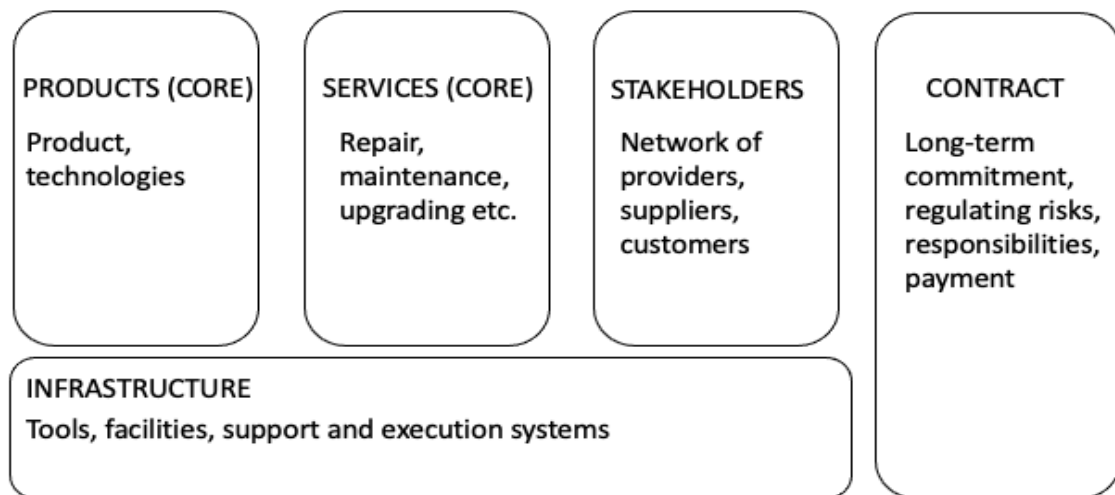 PRODUCTS (CORE)
Product,
technologies
SERVICES (CORE)
Repair,
maintenance,
upgrading etc.
STAKEHOLDERS
Network of
providers,
suppliers,
customers
CONTRACT
Long-term
commitment,
regulating risks,
responsibilities,
payment
INFRASTRUCTURE
Tools, facilities, support and execution systems